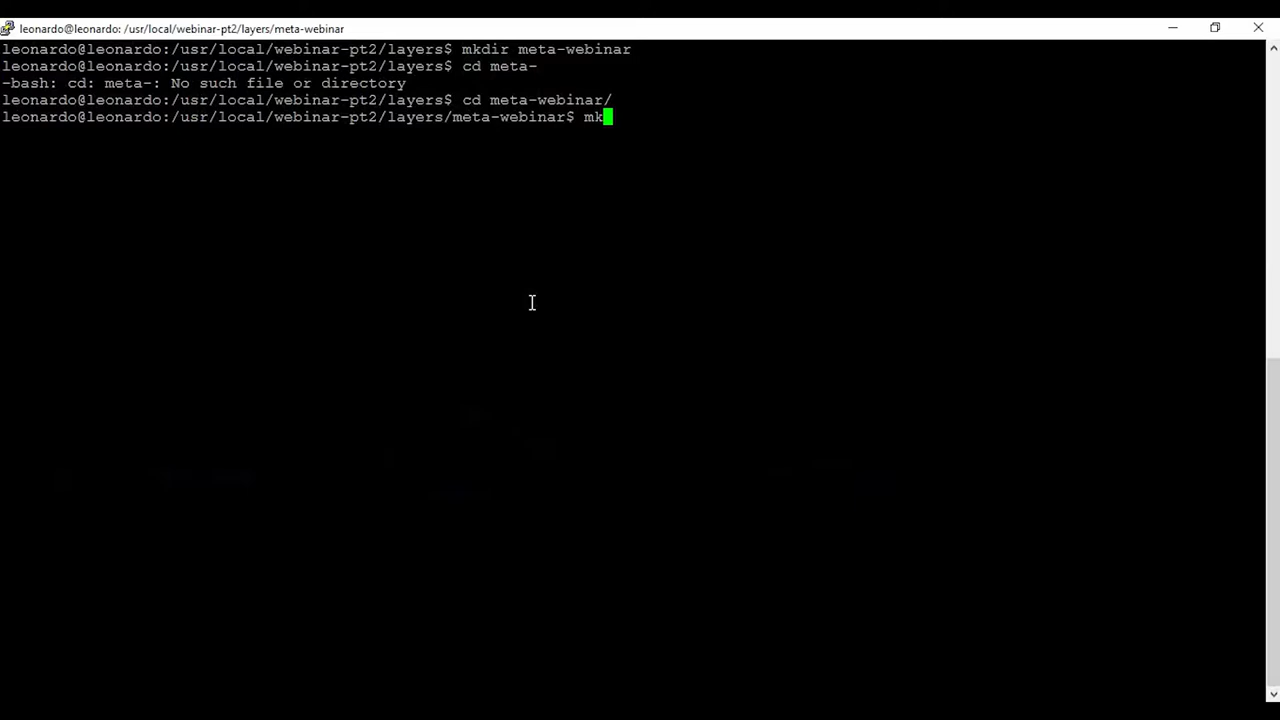 leonardo@leonardo: /usr/local/webinar-pt2/layers/meta-webinar
leonardo@leonardo:/usr/local/webinar-pt2/layers$ mkdir meta-webinar
leonardo@leonardo:/usr/local/webinar-pt2/layers$ cd meta-
-bash: cd: meta-: No such file or directory
leonardo@leonardo:/usr/local/webinar-pt2/layers$ cd meta-webinar/
leonardo@leonardo:/usr/local/webinar-pt2/layers/meta-webinar$ mk